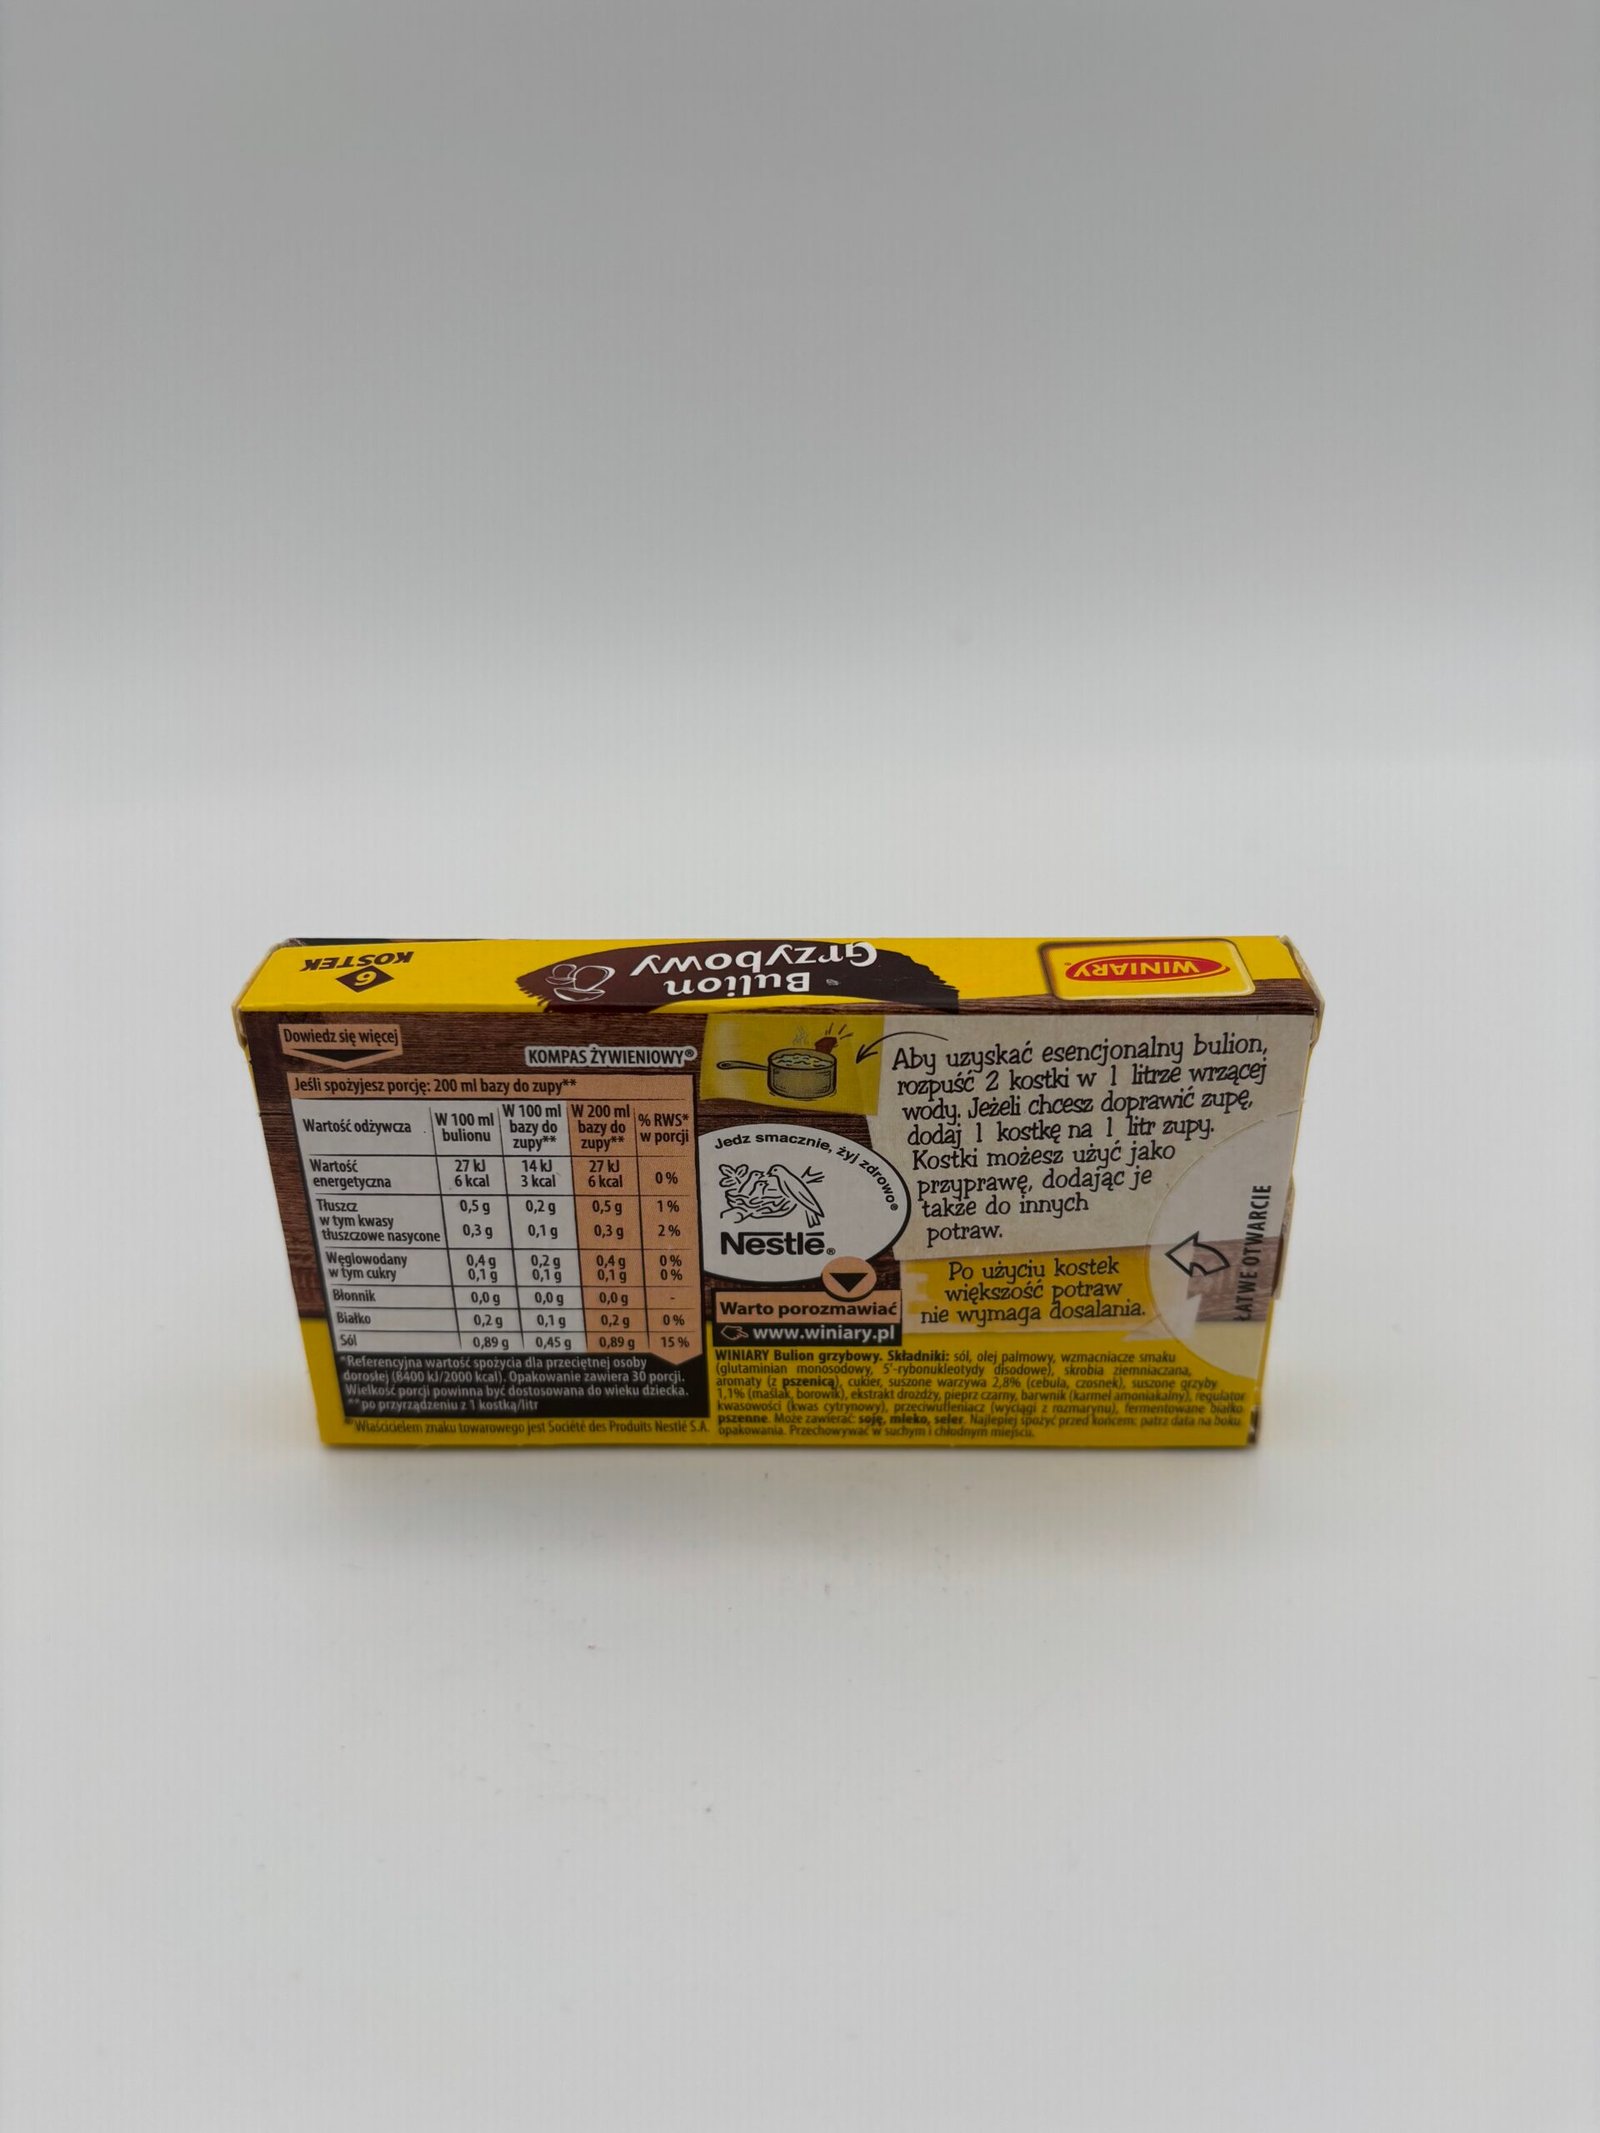 6
KOSTEK
Bulion
Grzybowy
WINIARY®
Dowiedz się więcej
KOMPAS ŻYWIENIOWY®
Jeśli spożyjesz porcję: 200 ml bazy do zupy**
Wartość odżywcza W 100 ml bulionu W 100 ml bazy do zupy** W 200 ml bazy do zupy** % RWS* w porcji
Wartość energetyczna 27 kJ 6 kcal 14 kJ 3 kcal 27 kJ 6 kcal 0 %
Tłuszcz 0,5 g 0,2 g 0,5 g 1 %
w tym kwasy tłuszczowe nasycone 0,3 g 0,1 g 0,3 g 2 %
Węglowodany 0,4 g 0,2 g 0,4 g 0 %
w tym cukry 0,1 g 0,1 g 0,1 g 0 %
Błonnik 0,0 g 0,0 g 0,0 g -
Białko 0,2 g 0,1 g 0,2 g 0 %
Sól 0,89 g 0,45 g 0,89 g 15 %
*Referencyjna wartość spożycia dla przeciętnej osoby
dorosłej (8400 kJ/2000 kcal). Opakowanie zawiera 30 porcji.
Wielkość porcji powinna być dostosowana do wieku dziecka.
**po przyrządzeniu z 1 kostką/litr
®Właścicielem znaku towarowego jest Société des Produits Nestlé S.A.
Jedz smacznie, żyj zdrowo®
Nestlé®
Warto porozmawiać
www.winiary.pl
Aby uzyskać esencjonalny bulion,
rozpuść 2 kostki w 1 litrze wrzącej
wody. Jeżeli chcesz doprawić zupę,
dodaj 1 kostkę na 1 litr zupy.
Kostki możesz użyć jako
przyprawę, dodając je
także do innych
potraw.
Po użyciu kostek
większość potraw
nie wymaga dosalania.
ŁATWE OTWARCIE
WINIARY Bulion grzybowy. Składniki: sól, olej palmowy, wzmacniacze smaku
(glutaminian monosodowy, 5'-rybonukleotydy disodowe), skrobia ziemniaczana,
aromaty (z pszenicą), cukier, suszone warzywa 2,8% (cebula, czosnek), suszone grzyby
1,1% (maślak, borowik), ekstrakt drożdży, pieprz czarny, barwnik (karmel amoniakalny), regulator
kwasowości (kwas cytrynowy), przeciwutleniacz (wyciągi z rozmarynu), fermentowane białko
pszenne. Może zawierać: soję, mleko, seler. Najlepiej spożyć przed końcem: patrz data na boku
opakowania. Przechowywać w suchym i chłodnym miejscu.